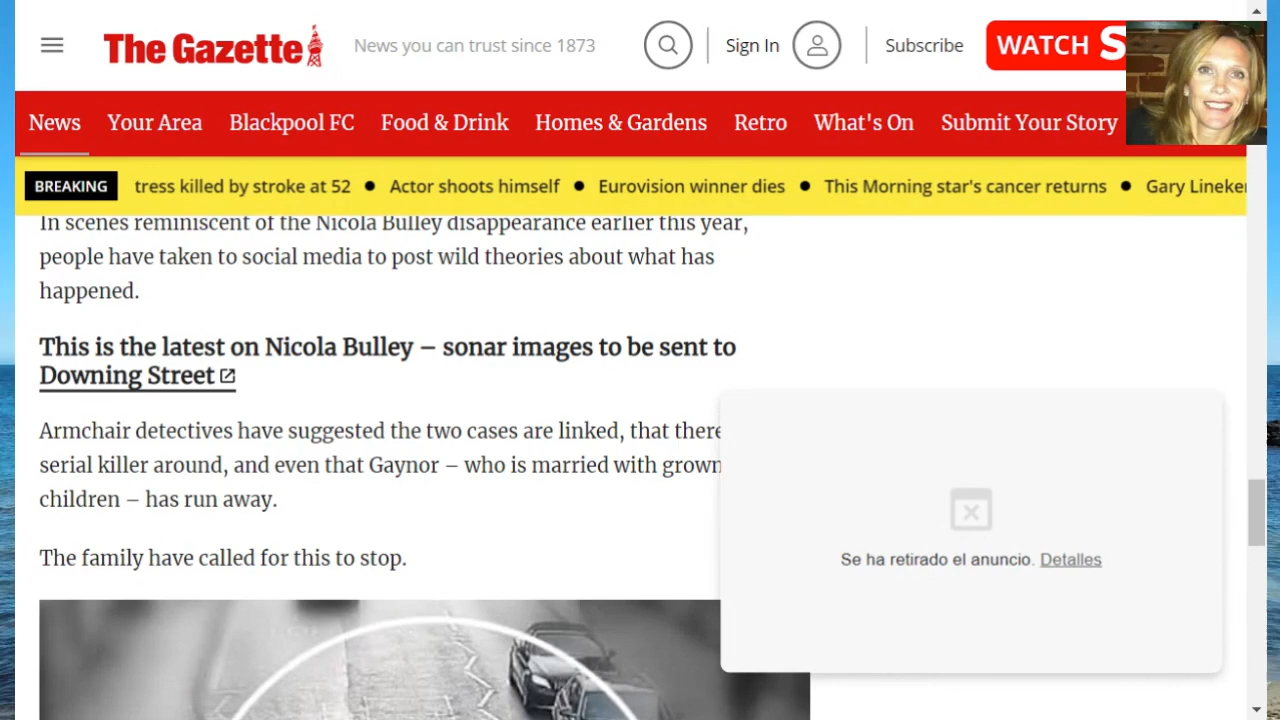 The Gazette
News you can trust since 1873
Sign In
Subscribe
WATCH S
News Your Area Blackpool FC Food & Drink Homes & Gardens Retro What's On Submit Your Story
BREAKING tress killed by stroke at 52 ● Actor shoots himself ● Eurovision winner dies ● This Morning star's cancer returns ● Gary Lineker
In scenes reminiscent of the Nicola Bulley disappearance earlier this year,
people have taken to social media to post wild theories about what has
happened.
This is the latest on Nicola Bulley – sonar images to be sent to
Downing Street
Armchair detectives have suggested the two cases are linked, that there
serial killer around, and even that Gaynor – who is married with grown
children – has run away.
The family have called for this to stop.
Se ha retirado el anuncio. Detalles